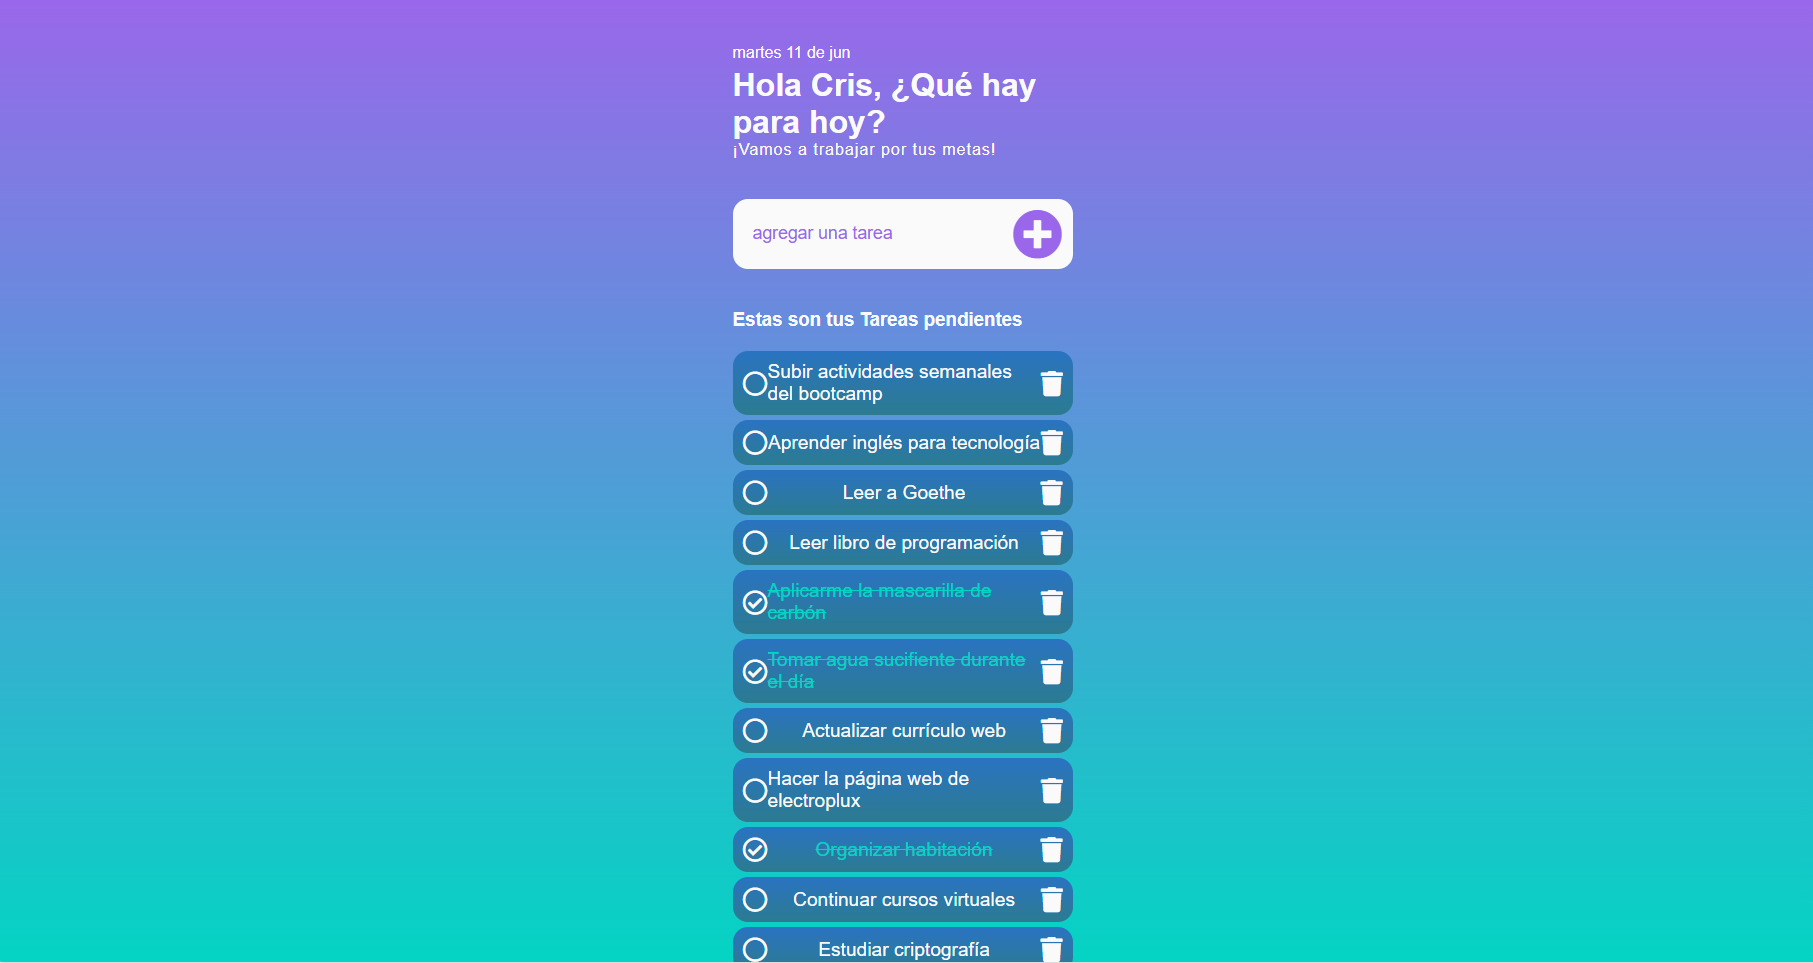 martes 11 de jun
Hola Cris, ¿Qué hay
para hoy?
¡Vamos a trabajar por tus metas!
agregar una tarea
Estas son tus Tareas pendientes
Subir actividades semanales
del bootcamp
Aprender inglés para tecnología
Leer a Goethe
Leer libro de programación
Aplicarme la mascarilla de
carbón
Tomar agua sucifiente durante
el día
Actualizar currículo web
Hacer la página web de
electroplux
Organizar habitación
Continuar cursos virtuales
Estudiar criptografía